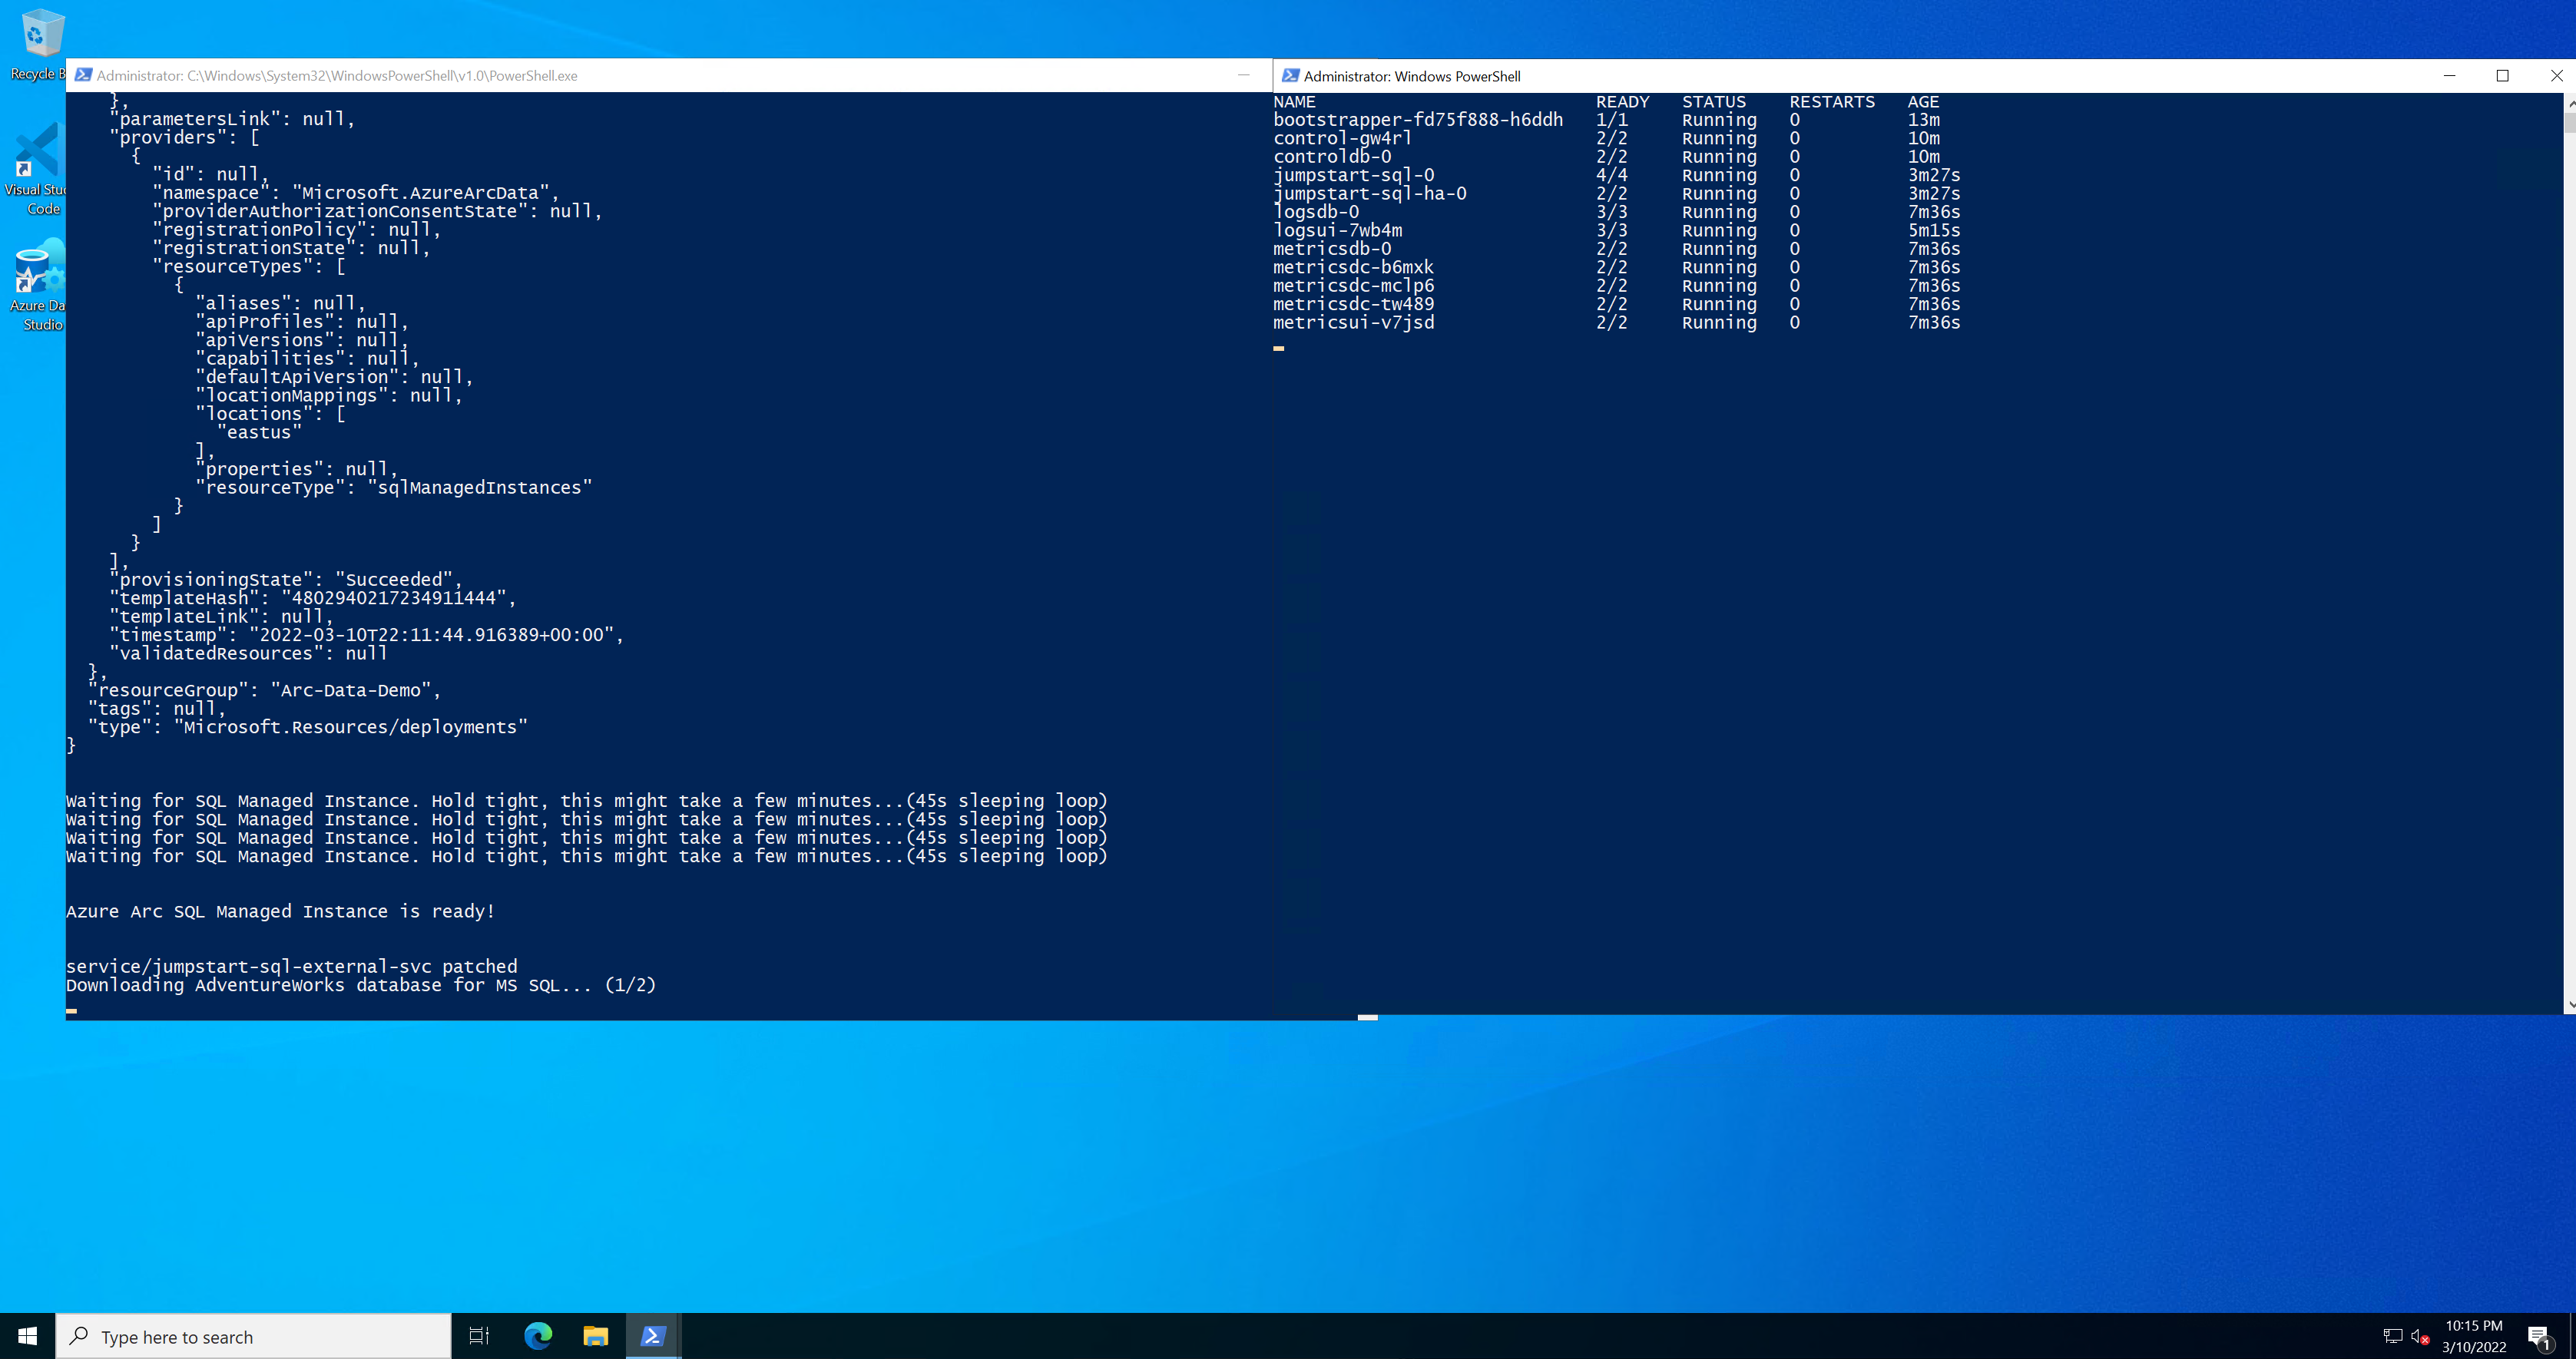 Recycle B
Visual Stud
Code
Azure Da
Studio
Administrator: C:\Windows\System32\WindowsPowerShell\v1.0\PowerShell.exe
    },
    "parametersLink": null,
    "providers": [
      {
        "id": null,
        "namespace": "Microsoft.AzureArcData",
        "providerAuthorizationConsentState": null,
        "registrationPolicy": null,
        "registrationState": null,
        "resourceTypes": [
          {
            "aliases": null,
            "apiProfiles": null,
            "apiVersions": null,
            "capabilities": null,
            "defaultApiVersion": null,
            "locationMappings": null,
            "locations": [
              "eastus"
            ],
            "properties": null,
            "resourceType": "sqlManagedInstances"
          }
        ]
      }
    ],
    "provisioningState": "Succeeded",
    "templateHash": "4802940217234911444",
    "templateLink": null,
    "timestamp": "2022-03-10T22:11:44.916389+00:00",
    "validatedResources": null
  },
  "resourceGroup": "Arc-Data-Demo",
  "tags": null,
  "type": "Microsoft.Resources/deployments"
}
Waiting for SQL Managed Instance. Hold tight, this might take a few minutes...(45s sleeping loop)
Waiting for SQL Managed Instance. Hold tight, this might take a few minutes...(45s sleeping loop)
Waiting for SQL Managed Instance. Hold tight, this might take a few minutes...(45s sleeping loop)
Waiting for SQL Managed Instance. Hold tight, this might take a few minutes...(45s sleeping loop)
Azure Arc SQL Managed Instance is ready!
service/jumpstart-sql-external-svc patched
Downloading AdventureWorks database for MS SQL... (1/2)
Administrator: Windows PowerShell
NAME READY STATUS RESTARTS AGE
bootstrapper-fd75f888-h6ddh 1/1 Running 0 13m
control-gw4rl 2/2 Running 0 10m
controldb-0 2/2 Running 0 10m
jumpstart-sql-0 4/4 Running 0 3m27s
jumpstart-sql-ha-0 2/2 Running 0 3m27s
logsdb-0 3/3 Running 0 7m36s
logsui-7wb4m 3/3 Running 0 5m15s
metricsdb-0 2/2 Running 0 7m36s
metricsdc-b6mxk 2/2 Running 0 7m36s
metricsdc-mclp6 2/2 Running 0 7m36s
metricsdc-tw489 2/2 Running 0 7m36s
metricsui-v7jsd 2/2 Running 0 7m36s
Type here to search
10:15 PM
3/10/2022
1